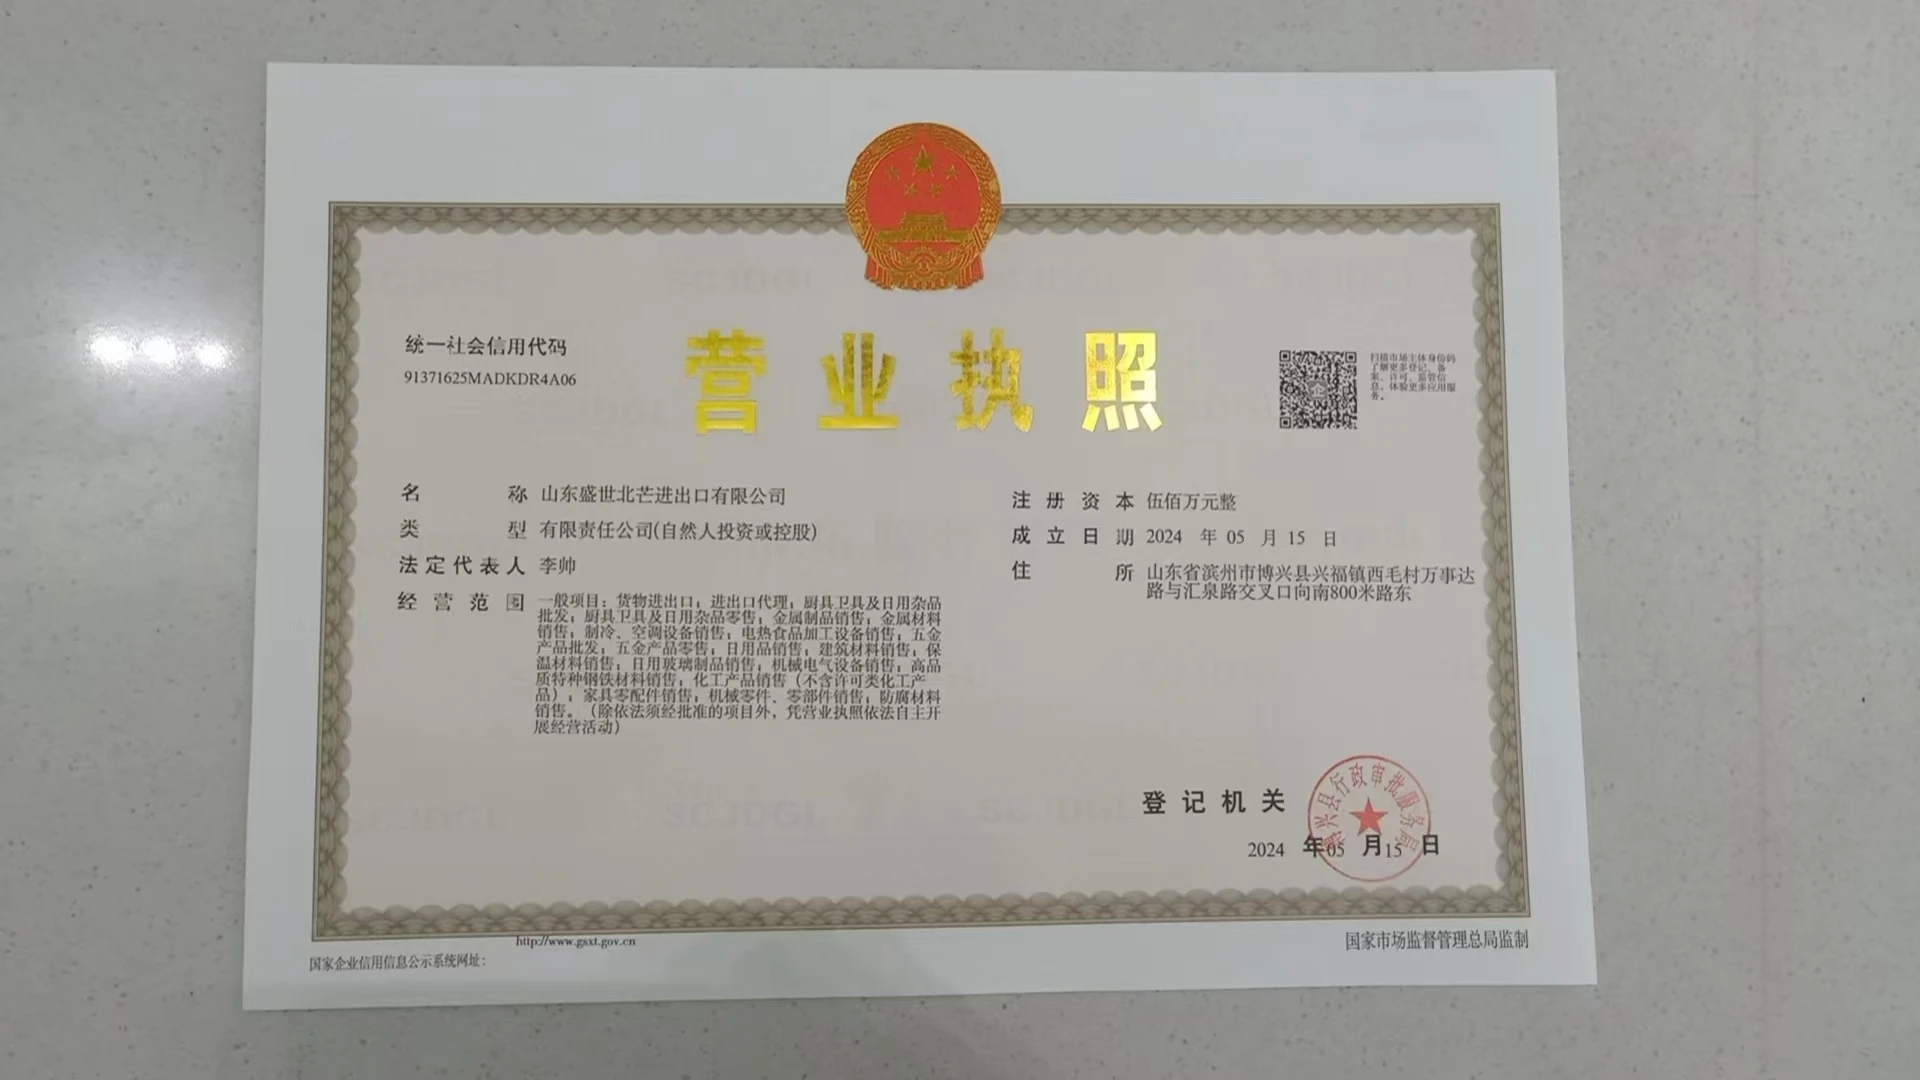 统一社会信用代码
91371625MADKDR4A06
营业执照
扫描市场主体身份码
了解更多登记、备
案、许可、监管信
息，体验更多应用服
务。
名称 山东盛世北芒进出口有限公司
类型 有限责任公司(自然人投资或控股)
法定代表人 李帅
经营范围 一般项目：货物进出口；进出口代理；厨具卫具及日用杂品
批发；厨具卫具及日用杂品零售；金属制品销售；金属材料
销售；制冷、空调设备销售；电热食品加工设备销售；五金
产品批发；五金产品零售；日用品销售；建筑材料销售；保
温材料销售；日用玻璃制品销售；机械电气设备销售；高品
质特种钢铁材料销售；化工产品销售（不含许可类化工产
品）；家具零配件销售；机械零件、零部件销售；防腐材料
销售。（除依法须经批准的项目外，凭营业执照依法自主开
展经营活动）
注册资本 伍佰万元整
成立日期 2024 年 05 月 15 日
住所 山东省滨州市博兴县兴福镇西毛村万事达
路与汇泉路交叉口向南800米路东
登记机关
博兴县行政审批服务局
2024 年 05 月 15 日
http://www.gsxt.gov.cn
国家企业信用信息公示系统网址：
国家市场监督管理总局监制